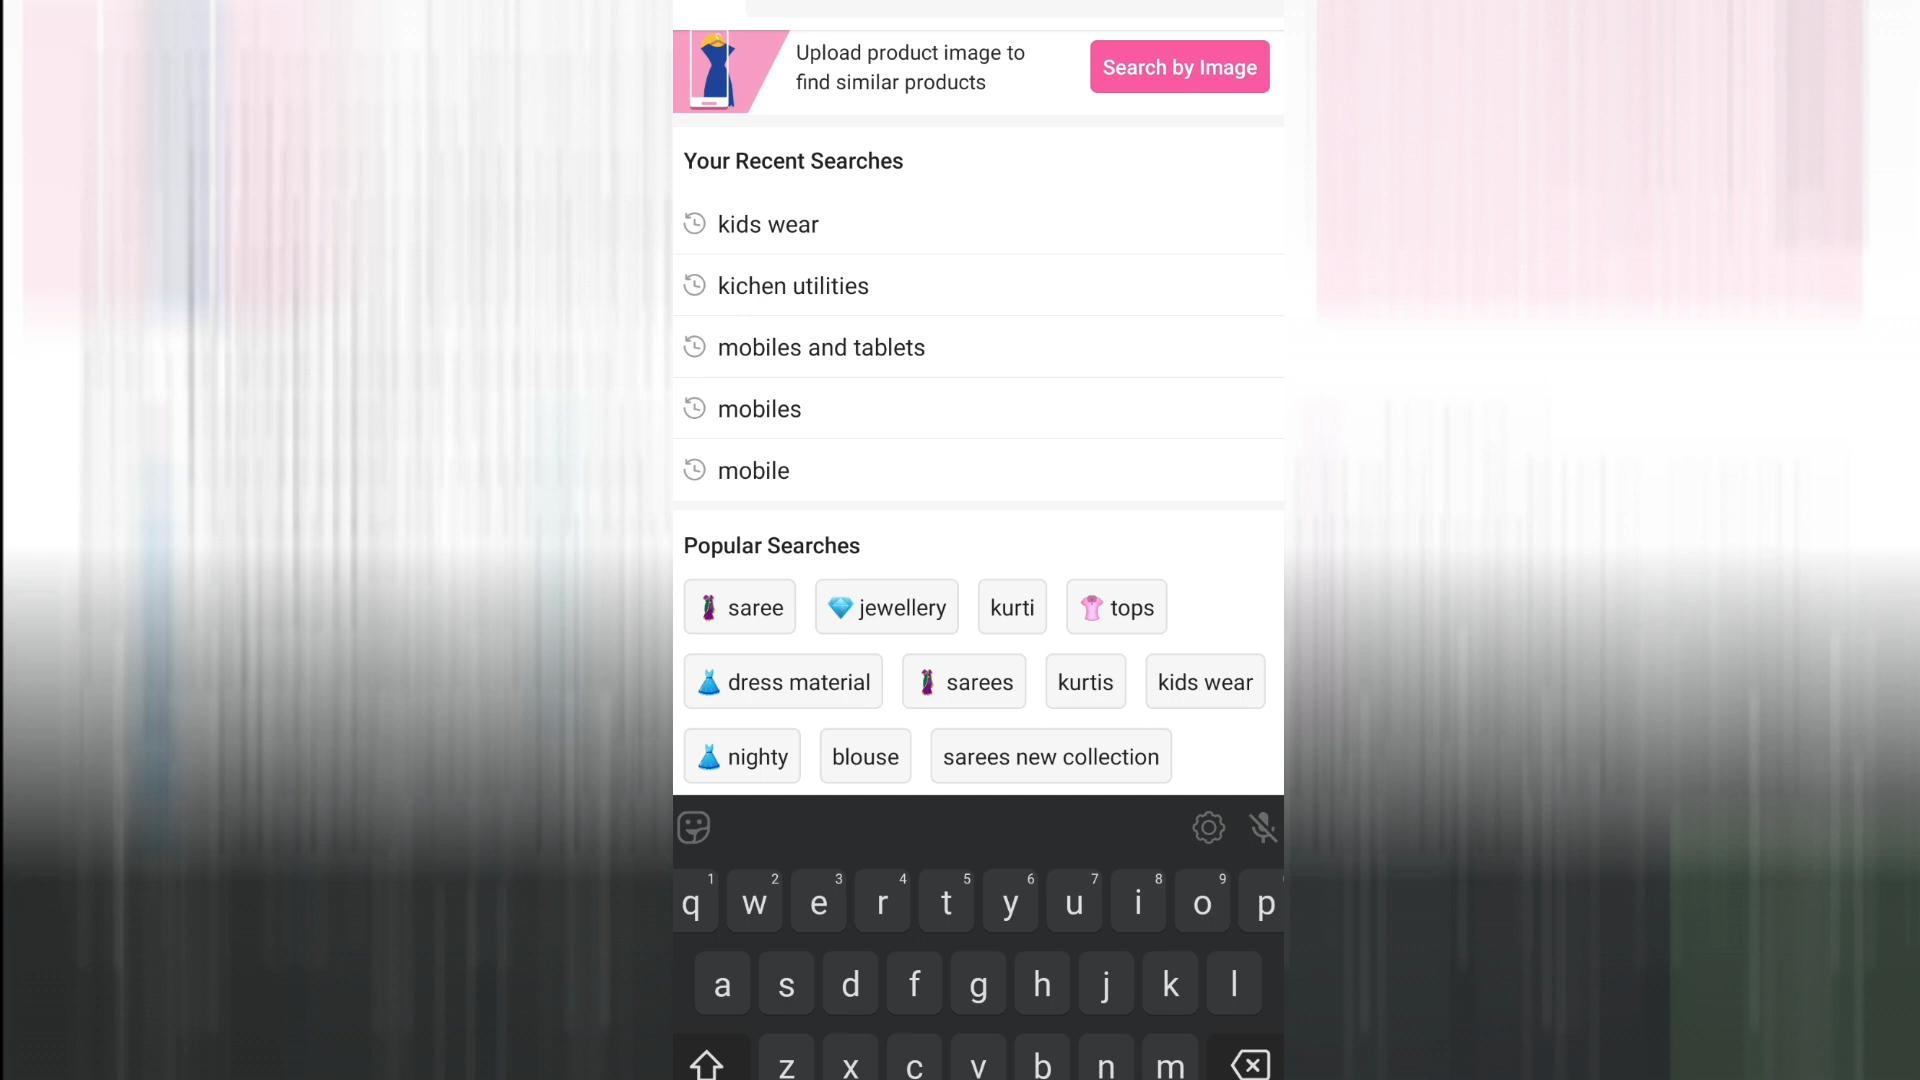 Upload product image to
find similar products
Search by Image
Your Recent Searches
kids wear
kichen utilities
mobiles and tablets
mobiles
mobile
Popular Searches
saree jewellery kurti tops
dress material sarees kurtis kids wear
nighty blouse sarees new collection
1 2 3 4 5 6 7 8 9
q w e r t y u i o p
a s d f g h j k l
z x c v b n m